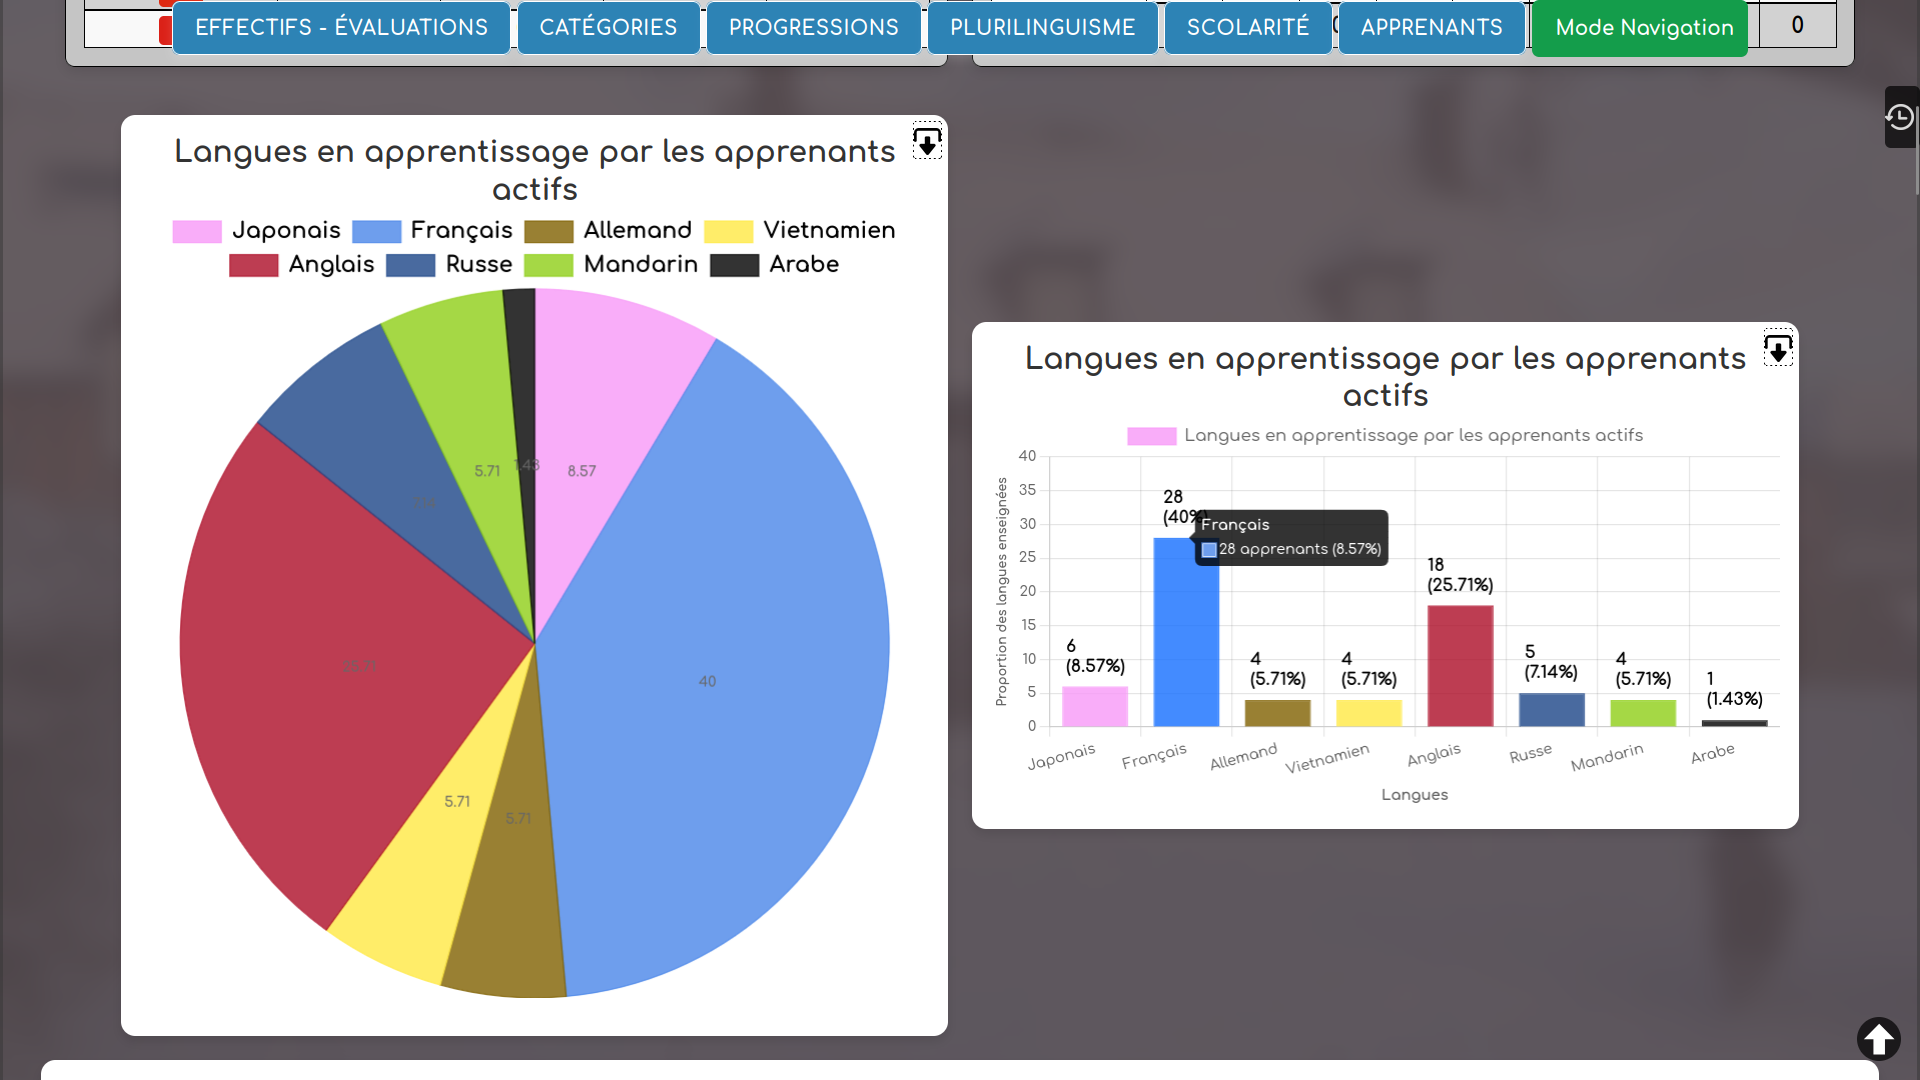 EFFECTIFS - ÉVALUATIONS
CATÉGORIES
PROGRESSIONS
PLURILINGUISME
SCOLARITÉ
APPRENANTS
Mode Navigation
0
Langues en apprentissage par les apprenants
actifs
Japonais Français Allemand Vietnamien
Anglais Russe Mandarin Arabe
5.71
1.43
8.57
25.71
40
5.71
5.71
Langues en apprentissage par les apprenants
actifs
Langues en apprentissage par les apprenants actifs
Proportion des langues enseignées
40
35
30
25
20
15
10
5
0
6
(8.57%)
28
(40%)
Français
28 apprenants (8.57%)
4
(5.71%)
4
(5.71%)
18
(25.71%)
5
(7.14%)
4
(5.71%)
1
(1.43%)
Japonais
Français
Allemand
Vietnamien
Anglais
Russe
Mandarin
Arabe
Langues